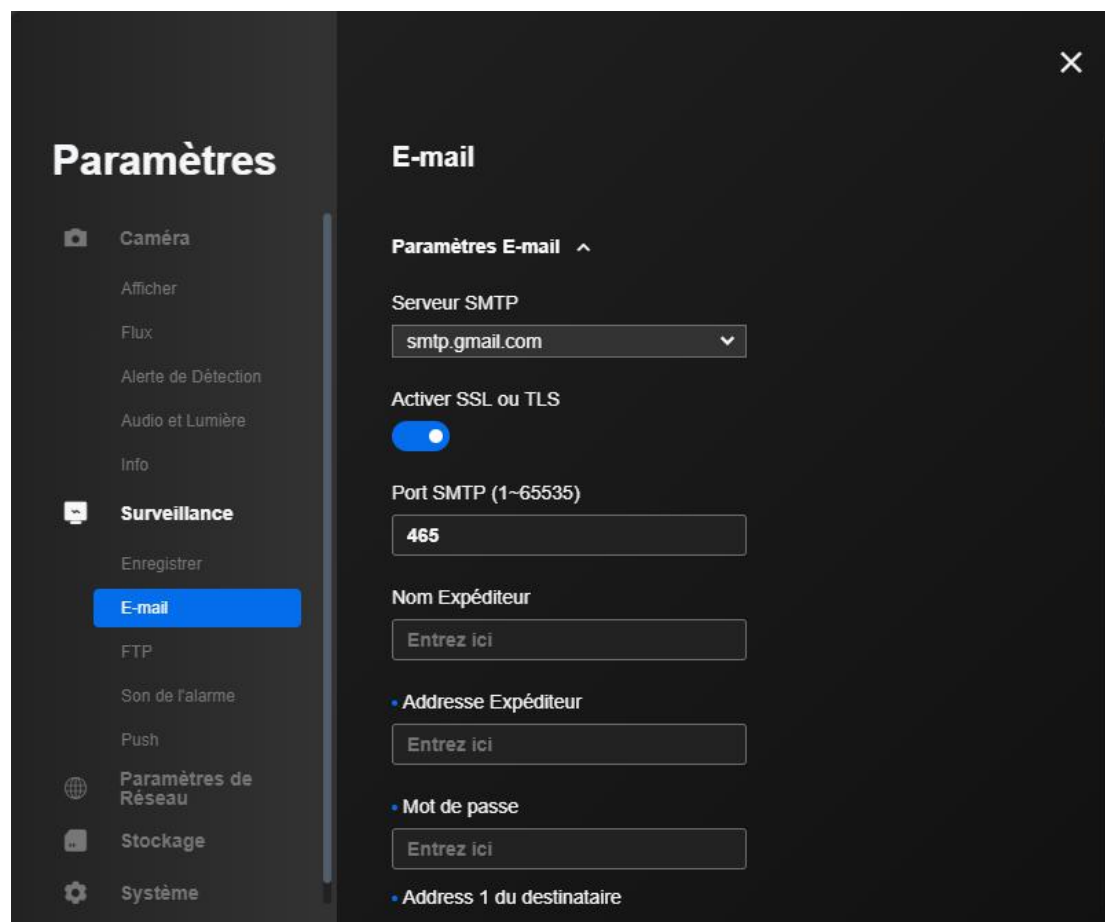 Paramètres
Caméra
Afficher
Flux
Alerte de Détection
Audio et Lumière
Info
Surveillance
Enregistrer
E-mail
FTP
Son de l'alarme
Push
Paramètres de
Réseau
Stockage
Système
E-mail
Paramètres E-mail
Serveur SMTP
smtp.gmail.com
Activer SSL ou TLS
Port SMTP (1~65535)
465
Nom Expéditeur
Entrez ici
Addresse Expéditeur
Entrez ici
Mot de passe
Entrez ici
Address 1 du destinataire